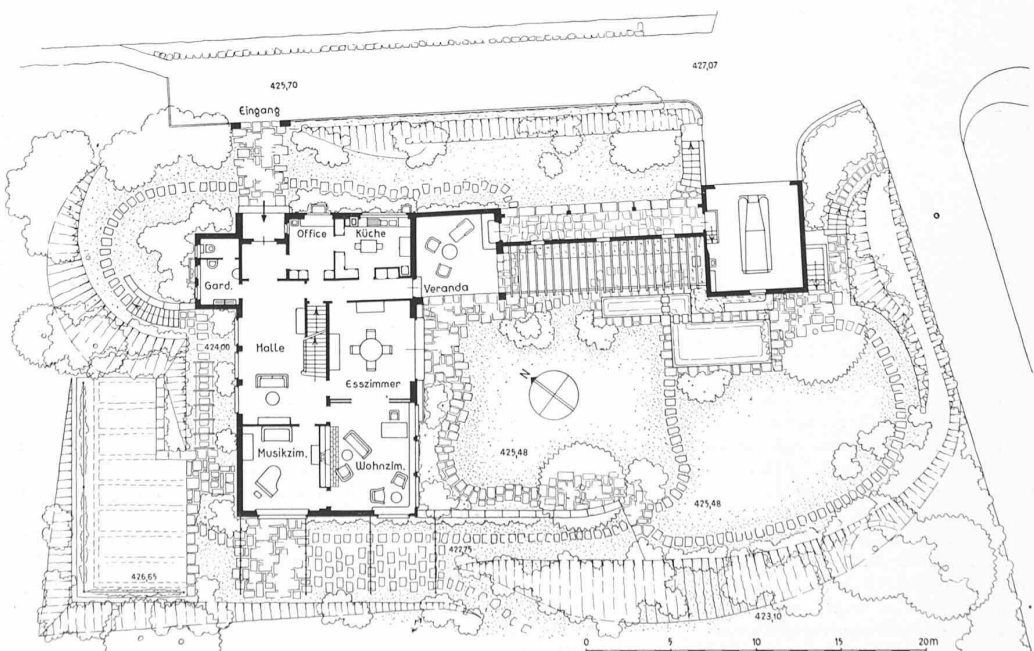 427,07
425,70
Eingang
Office
Küche
Gard.
Veranda
424,00
Halle
Esszimmer
N
Musikzim.
Wohnzim.
425,48
425,48
422,75
426,65
423,10
0 5 10 15 20m